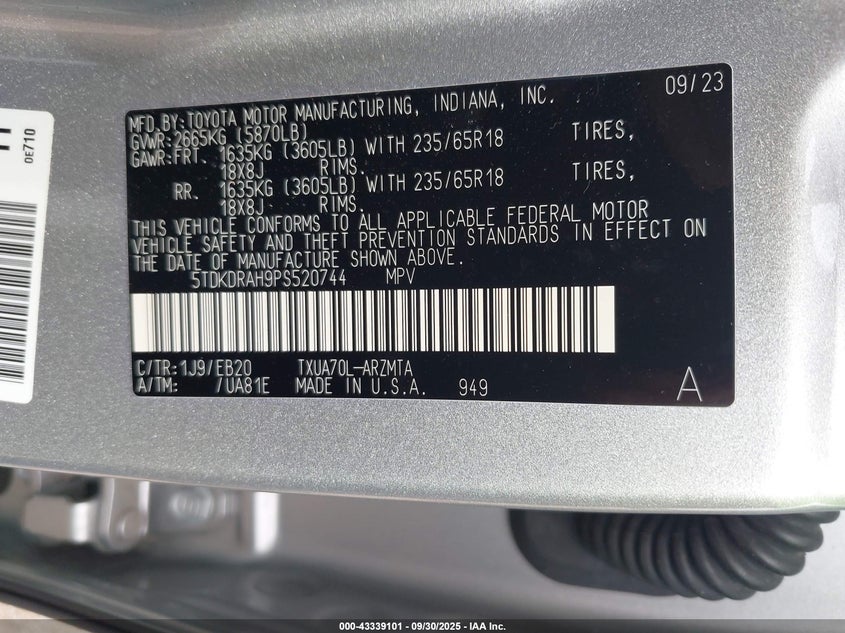 09/23
MFD.BY:TOYOTA MOTOR MANUFACTURING, INDIANA, INC.
GVWR:2665KG (5870LB)
GAWR:FRT. 1635KG (3605LB) WITH 235/65R18 TIRES,
18X8J RIMS.
RR. 1635KG (3605LB) WITH 235/65R18 TIRES,
18X8J RIMS.
THIS VEHICLE CONFORMS TO ALL APPLICABLE FEDERAL MOTOR
VEHICLE SAFETY AND THEFT PREVENTION STANDARDS IN EFFECT ON
THE DATE OF MANUFACTURE SHOWN ABOVE.
5TDKDRAH9PS520744 MPV
C/TR:1J9/EB20 TXUA70L-ARZMTA
A/TM: /UA81E MADE IN U.S.A. 949
A
0E710
000-43339101 - 09/30/2025 - IAA Inc.